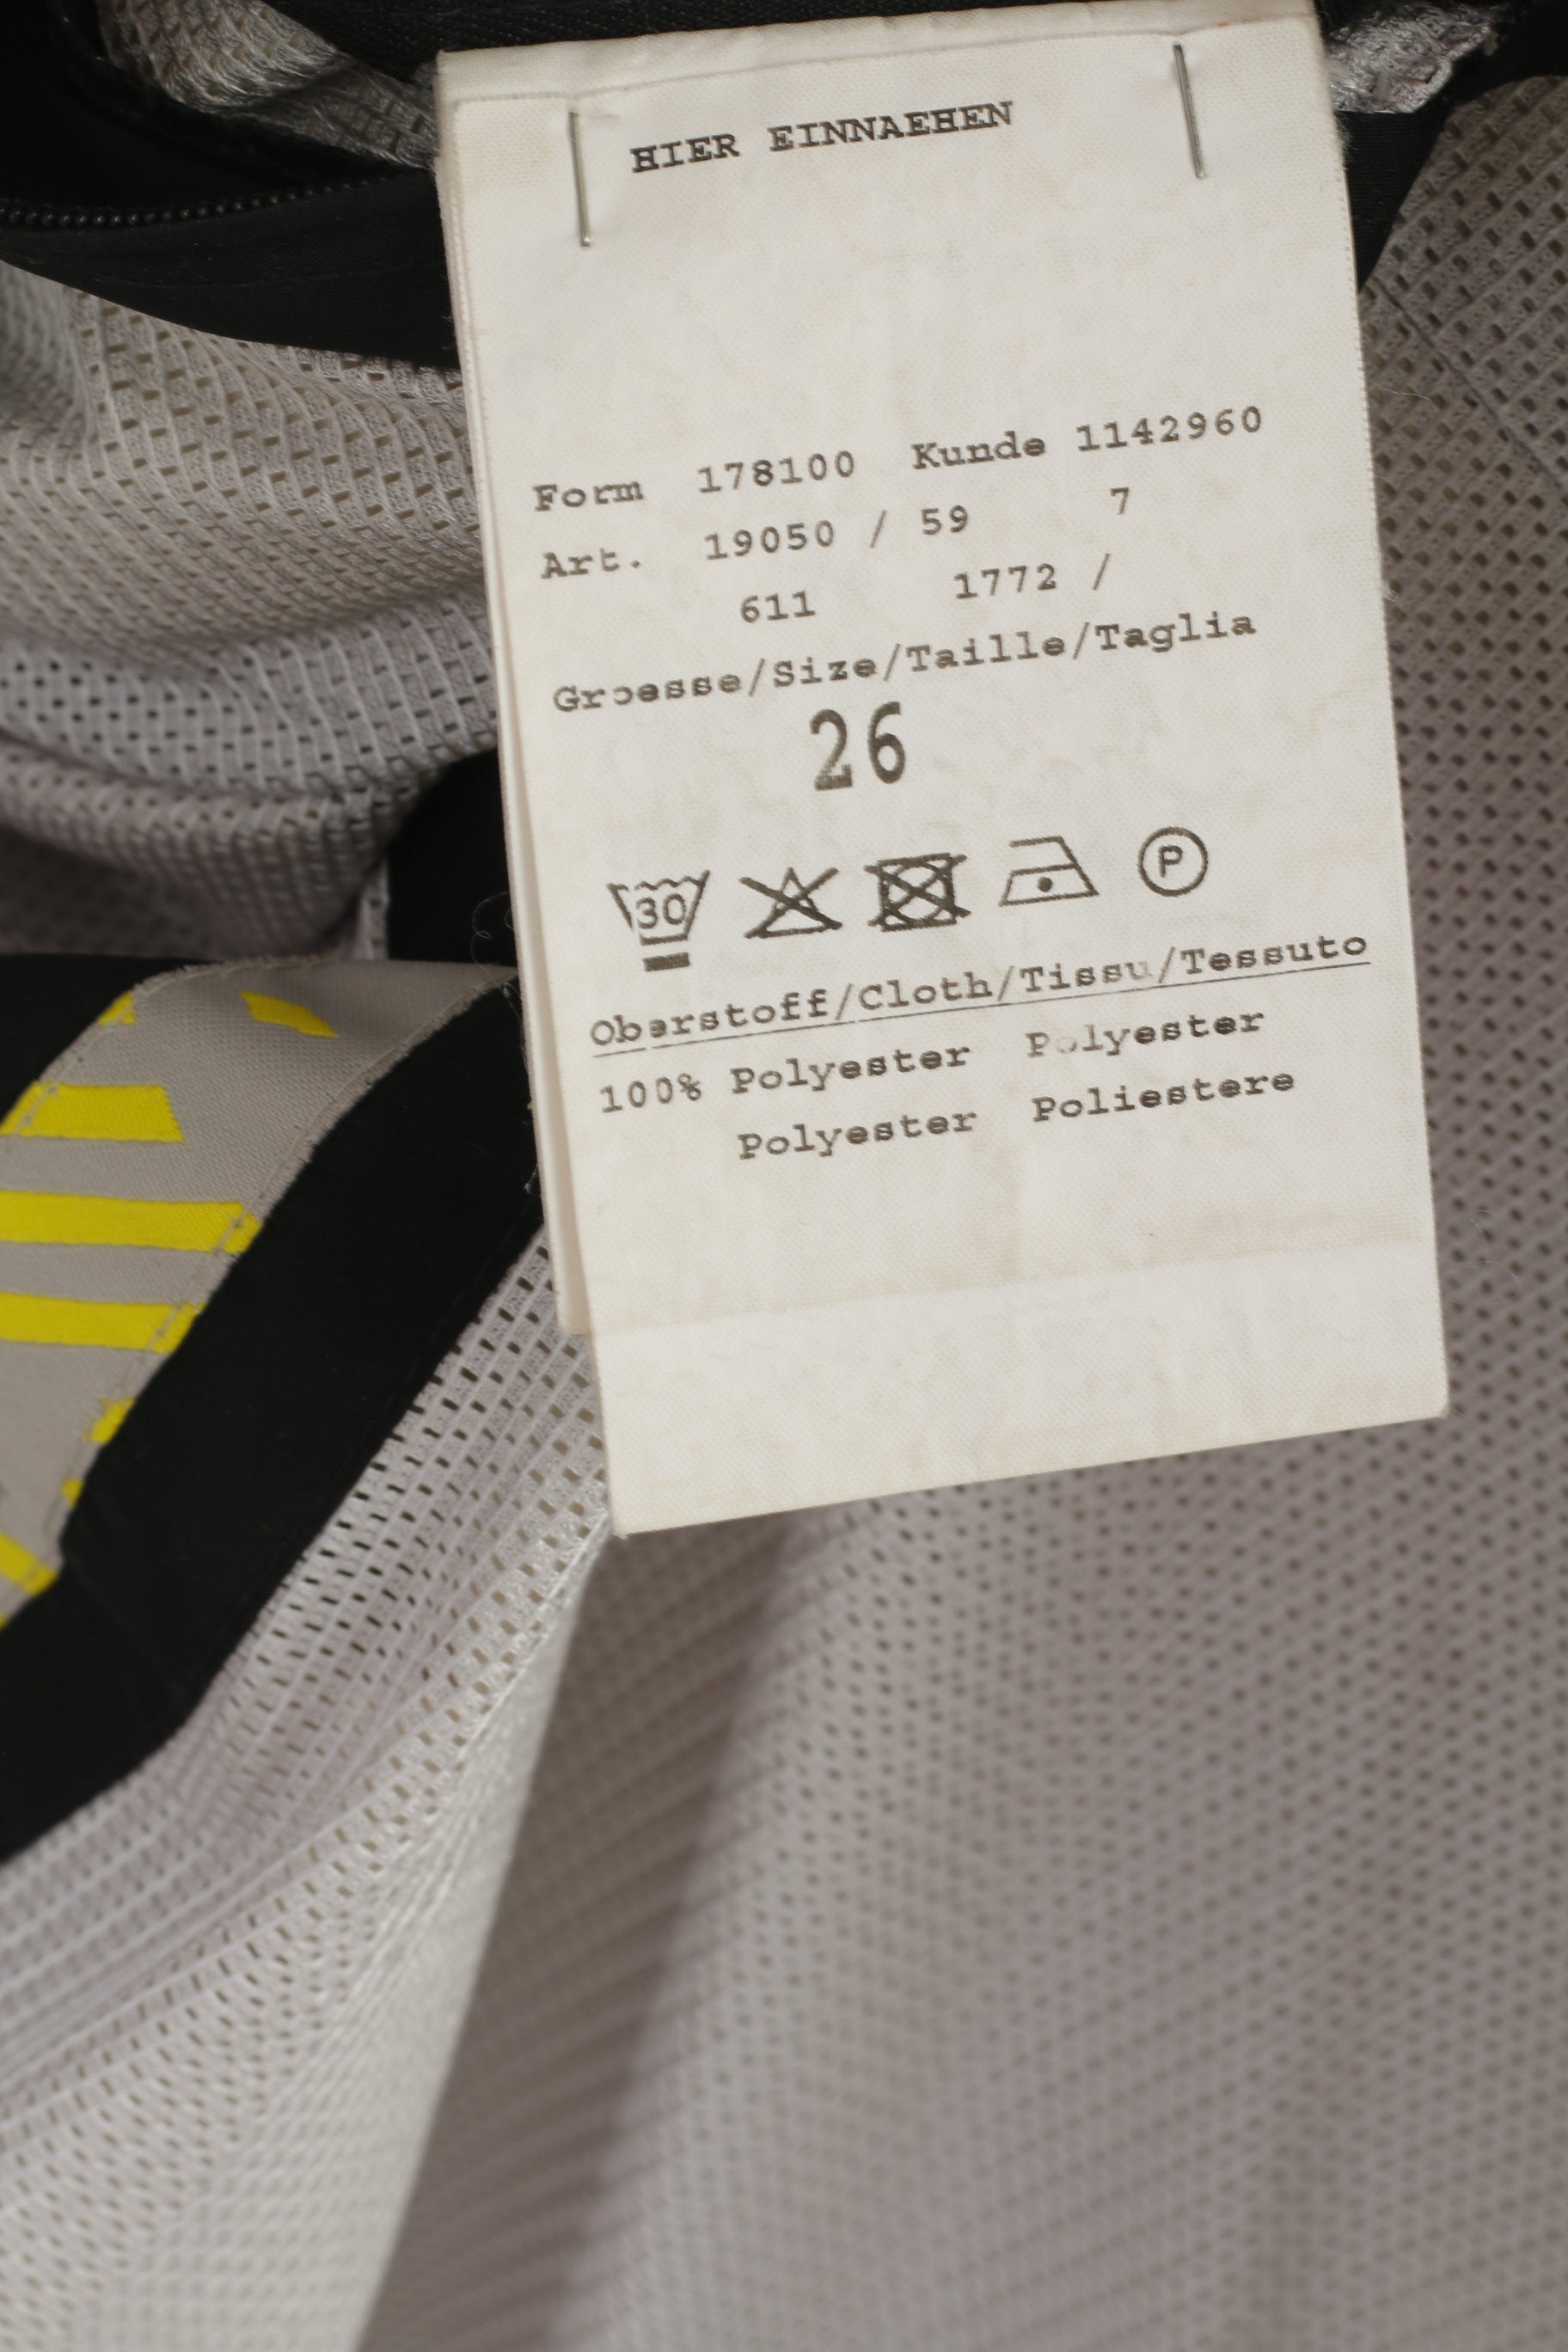 HIER EINNAEHEN
Form 178100 Kunde 1142960
Art. 19050 / 59 7
611 1772 /
Groesse/Size/Taille/Taglia
26
30 P
Oberstoff/Cloth/Tissu/Tessuto
100% Polyester Polyester
Polyester Poliestere